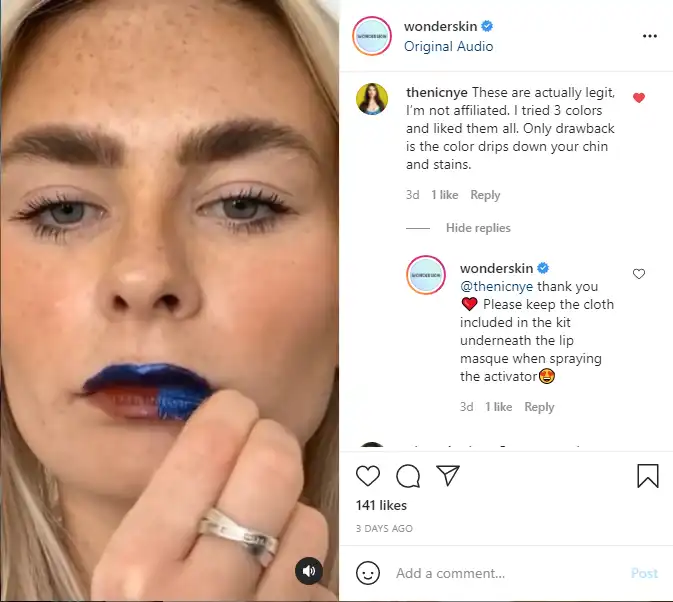 wonderskin
Original Audio
thenicnye These are actually legit,
I'm not affiliated. I tried 3 colors
and liked them all. Only drawback
is the color drips down your chin
and stains.
3d 1 like Reply
Hide replies
wonderskin
@thenicnye thank you
❤️ Please keep the cloth
included in the kit
underneath the lip
masque when spraying
the activator😍
3d 1 like Reply
141 likes
3 DAYS AGO
Add a comment... Post